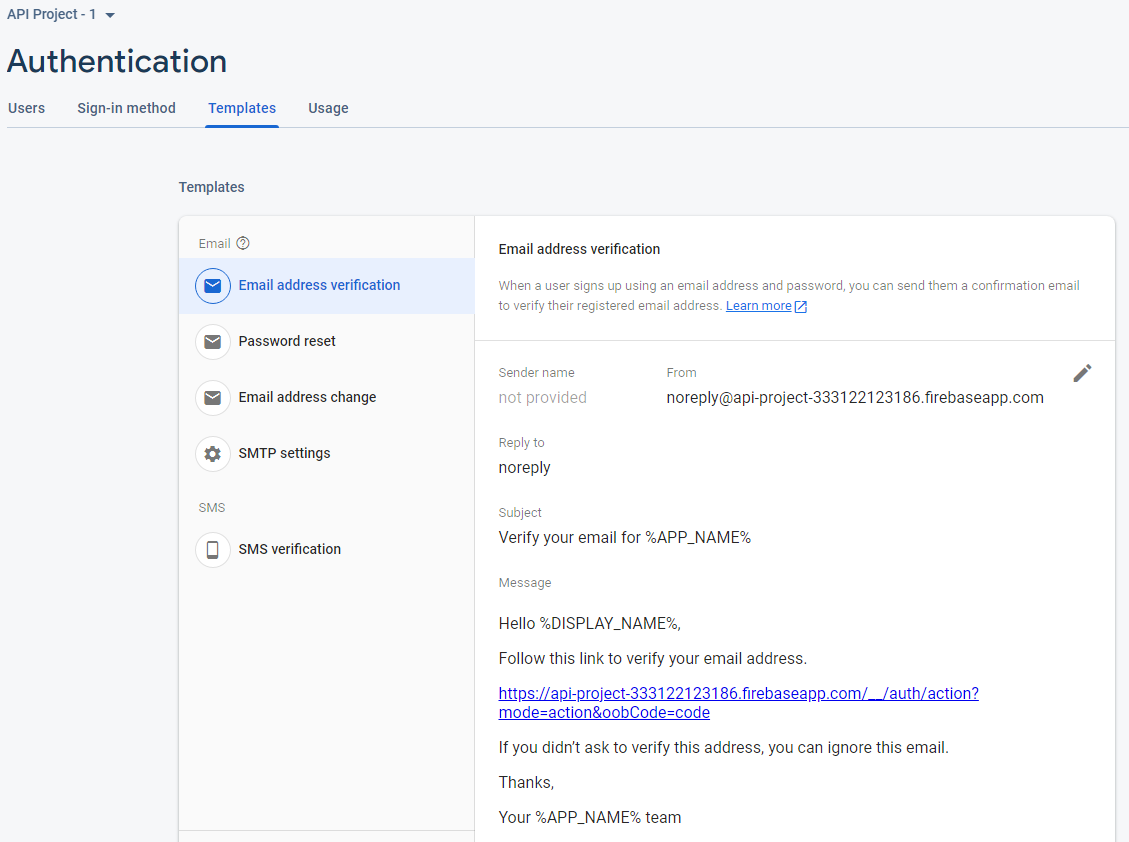 API Project - 1
Authentication
Users Sign-in method Templates Usage
Templates
Email
Email address verification
Password reset
Email address change
SMTP settings
SMS
SMS verification
Email address verification
When a user signs up using an email address and password, you can send them a confirmation email
to verify their registered email address. Learn more
Sender name
not provided
From
noreply@api-project-333122123186.firebaseapp.com
Reply to
noreply
Subject
Verify your email for %APP_NAME%
Message
Hello %DISPLAY_NAME%,
Follow this link to verify your email address.
https://api-project-333122123186.firebaseapp.com/__/auth/action?
mode=action&oobCode=code
If you didn’t ask to verify this address, you can ignore this email.
Thanks,
Your %APP_NAME% team